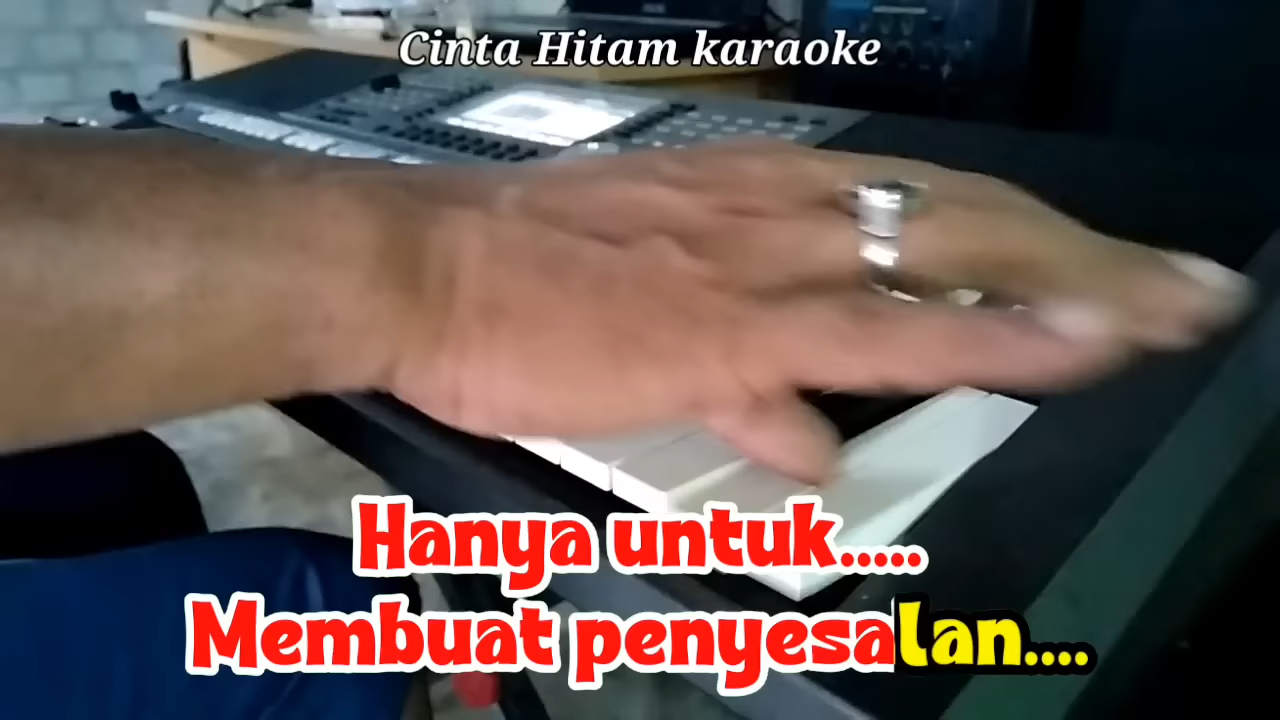 Cinta Hitam karaoke
Hanya untuk.....
Membuat penyesalan....